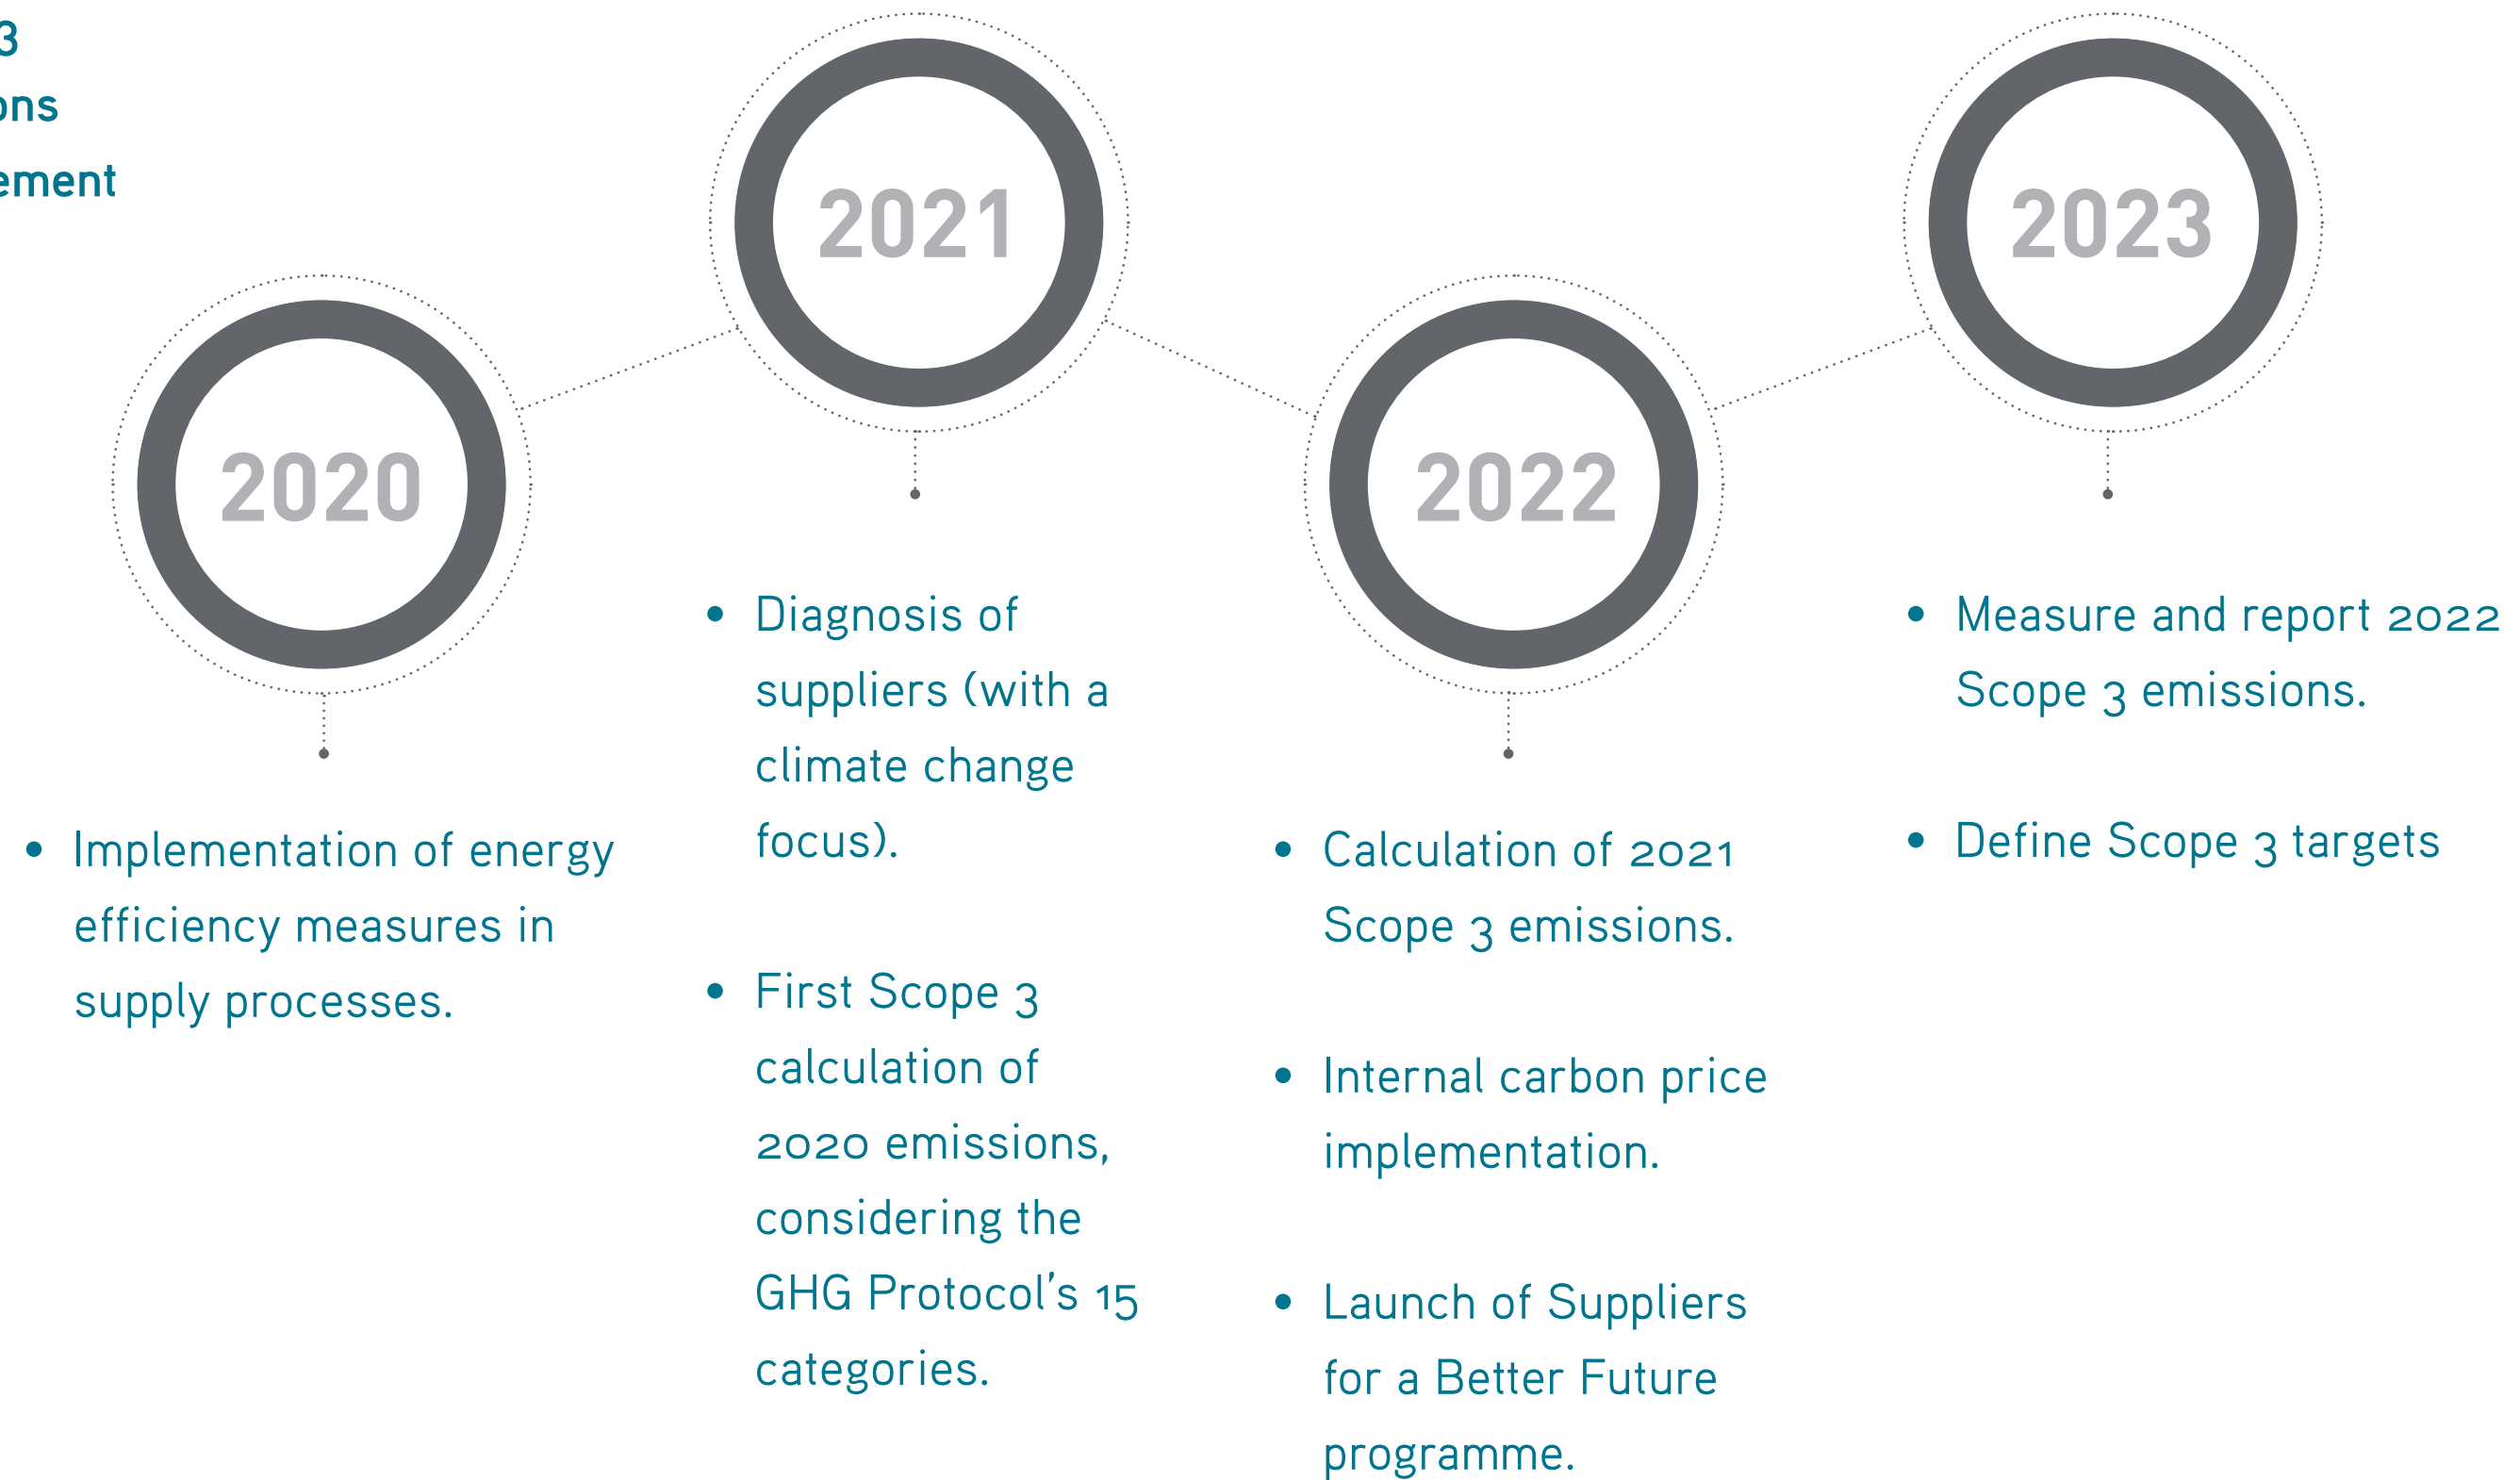 3
ons
ement
2020
Implementation of energy
efficiency measures in
supply processes.
2021
Diagnosis of
suppliers (with a
climate change
focus).
First Scope 3
calculation of
2020 emissions,
considering the
GHG Protocol's 15
categories.
2022
Calculation of 2021
Scope 3 emissions.
Internal carbon price
implementation.
Launch of Suppliers
for a Better Future
programme.
2023
Measure and report 2022
Scope 3 emissions.
Define Scope 3 targets